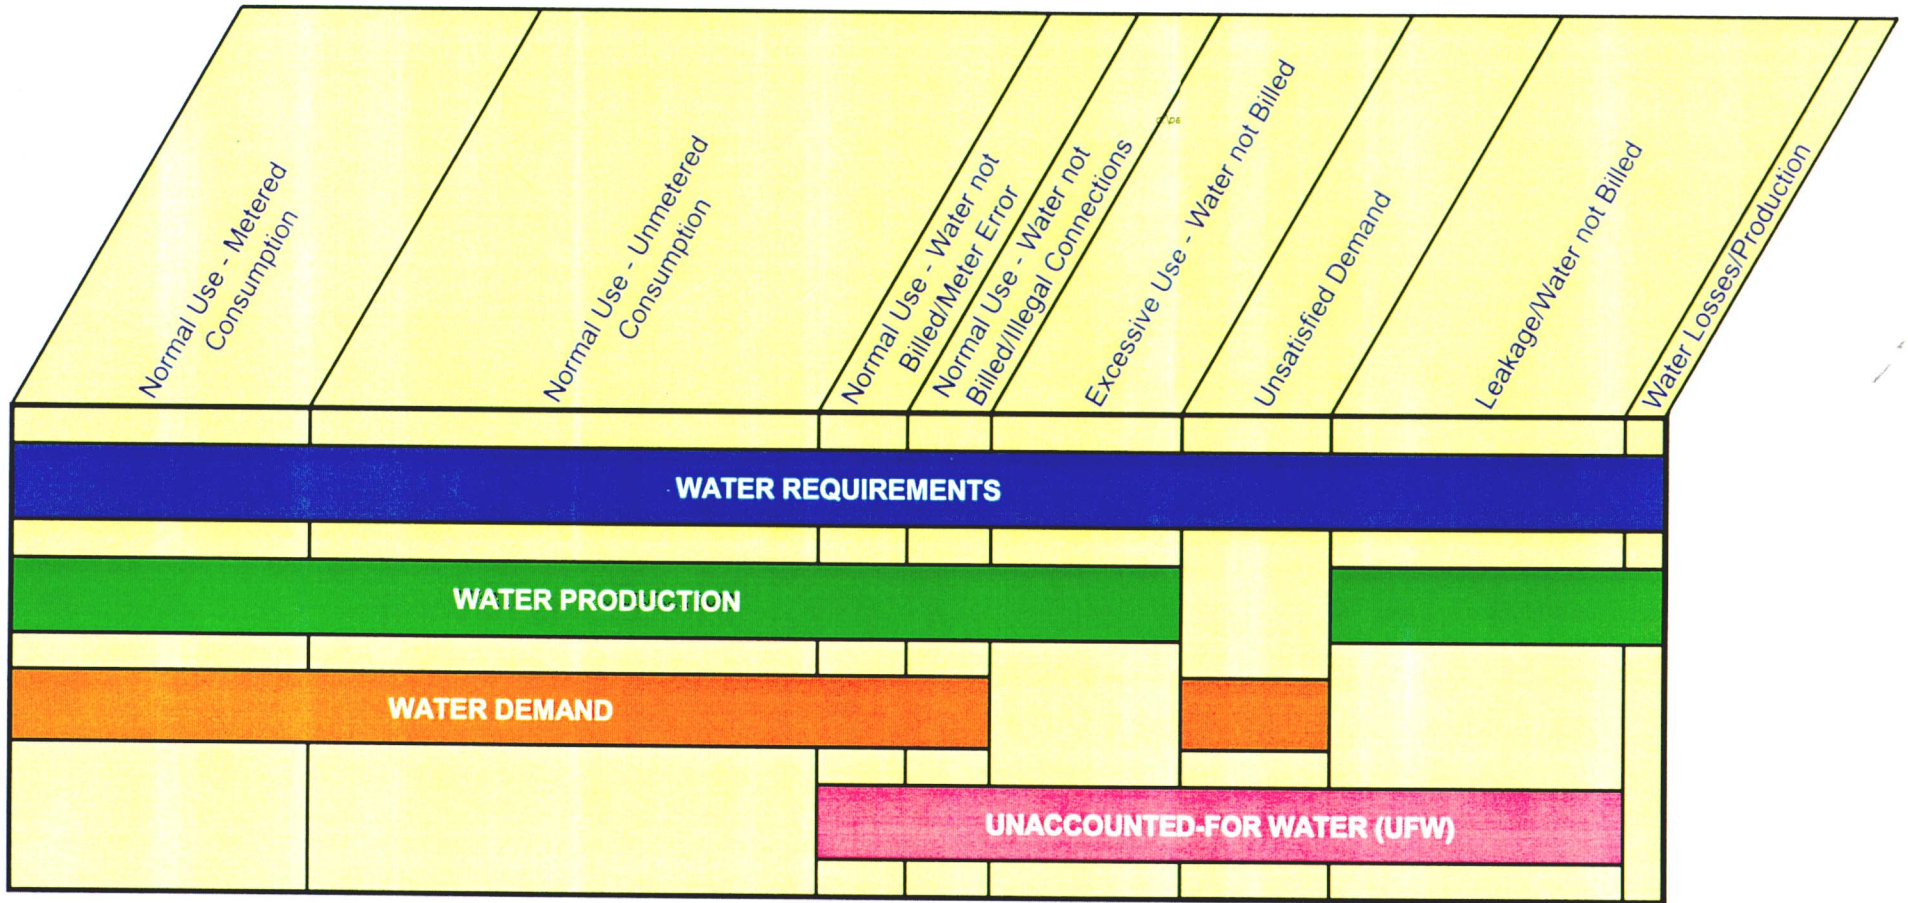 Normal Use - Metered
Consumption
Normal Use - Unmetered
Consumption
Normal Use - Water not
Billed/Meter Error
Normal Use - Water not
Billed/Illegal Connections
Excessive Use - Water not Billed
Unsatisfied Demand
Leakage/Water not Billed
Water Losses/Production
WATER REQUIREMENTS
WATER PRODUCTION
WATER DEMAND
UNACCOUNTED-FOR WATER (UFW)